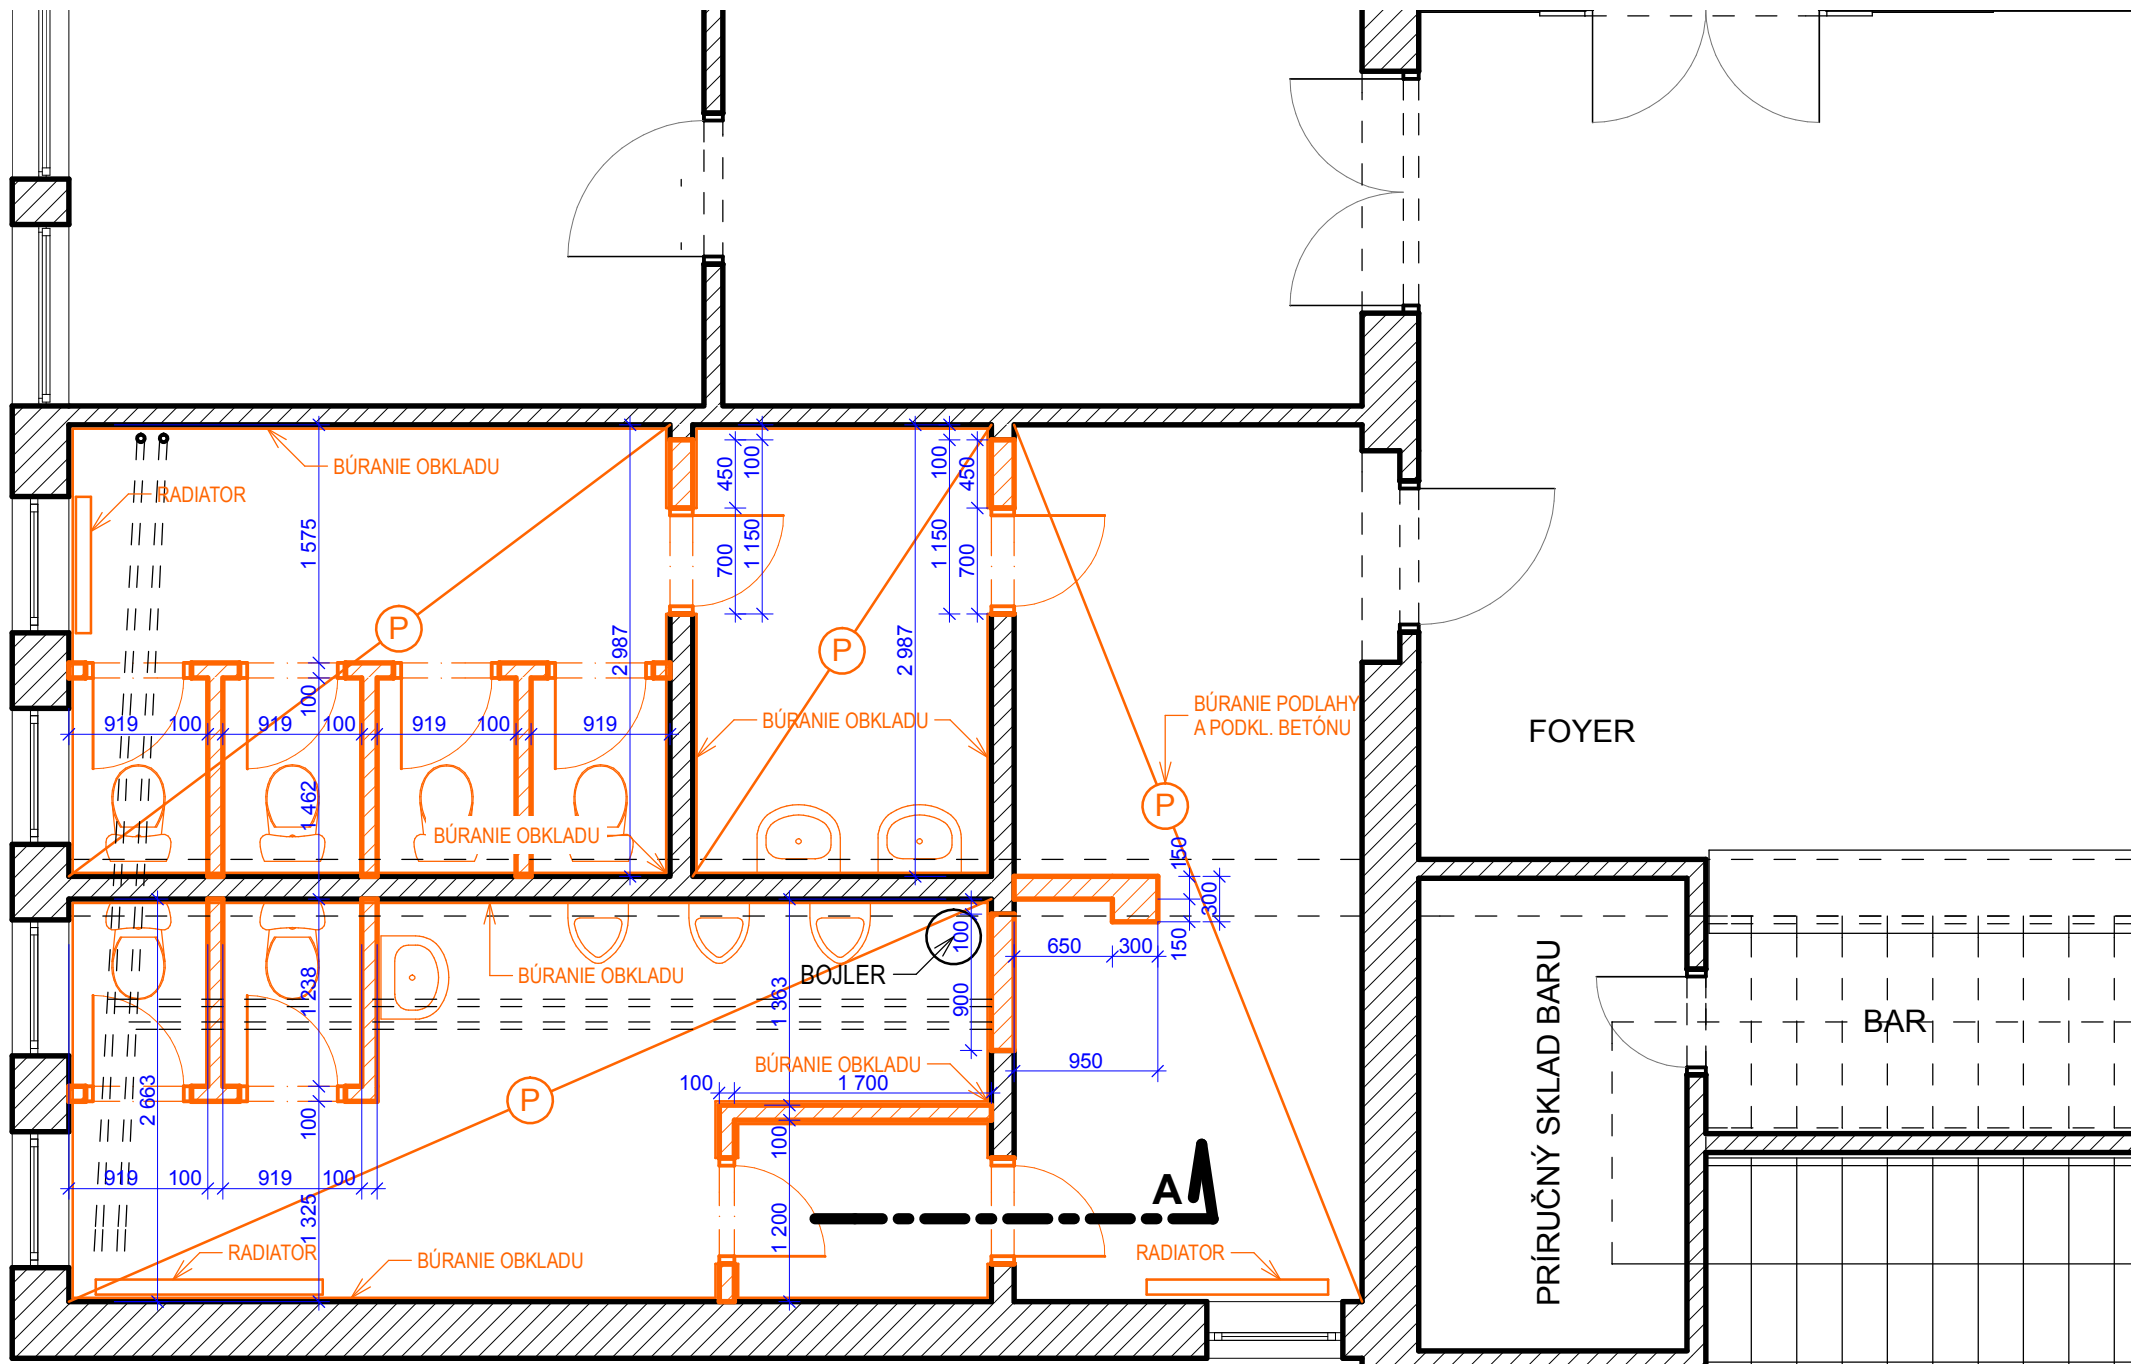 BÚRANIE OBKLADU
RADIATOR
1 575
2 987
450
100
700
1 150
2 987
100
450
1 150
700
P
P
100
919
100
919
100
919
100
919
BÚRANIE OBKLADU
BÚRANIE PODLAHY
A PODKL. BETÓNU
FOYER
P
1 462
BÚRANIE OBKLADU
150
300
150
650
300
100
BÚRANIE OBKLADU
BOJLER
1 238
1 363
900
950
BÚRANIE OBKLADU
100
1 700
P
2 663
100
100
919
100
919
100
1 325
1 200
A
RADIATOR
BÚRANIE OBKLADU
RADIATOR
PRÍRUČNÝ SKLAD BARU
BAR